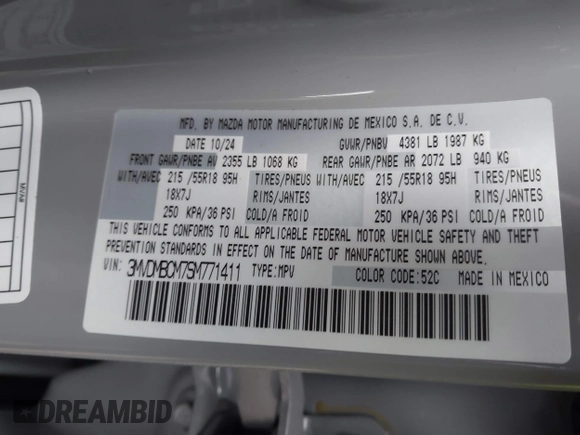 MFD. BY MAZDA MOTOR MANUFACTURING DE MEXICO S.A. DE C.V.
DATE 10/24 GVWR/PNBV 4381 LB 1987 KG
FRONT GAWR/PNBE AV 2355 LB 1068 KG REAR GAWR/PNBE AR 2072 LB 940 KG
WITH/AVEC 215 /55R18 95H TIRES/PNEUS WITH/AVEC 215 /55R18 95H TIRES/PNEUS
18X7J RIMS/JANTES 18X7J RIMS/JANTES
250 KPA/36 PSI COLD/A FROID 250 KPA/36 PSI COLD/A FROID
THIS VEHICLE CONFORMS TO ALL APPLICABLE FEDERAL MOTOR VEHICLE SAFETY AND THEFT
PREVENTION STANDARDS IN EFFECT ON THE DATE OF MANUFACTURE SHOWN ABOVE.
VIN: 3MVDMBCM7SM771411 TYPE:MPV COLOR CODE:52C MADE IN MEXICO
DREAMBID